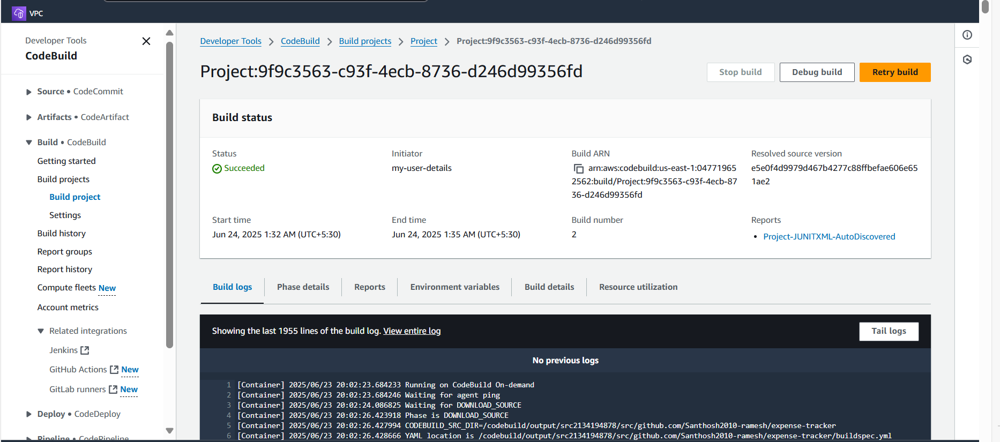 VPC
Developer Tools
CodeBuild
Source • CodeCommit
Artifacts • CodeArtifact
Build • CodeBuild
Getting started
Build projects
Build project
Settings
Build history
Report groups
Report history
Compute fleets New
Account metrics
Related integrations
Jenkins
GitHub Actions New
GitLab runners New
Deploy • CodeDeploy
Pipeline • CodePipeline
Developer Tools > CodeBuild > Build projects > Project > Project:9f9c3563-c93f-4ecb-8736-d246d99356fd
Project:9f9c3563-c93f-4ecb-8736-d246d99356fd
Stop build
Debug build
Retry build
Build status
Status
Succeeded
Initiator
my-user-details
Build ARN
arn:aws:codebuild:us-east-1:04771965
2562:build/Project:9f9c3563-c93f-4ecb-87
36-d246d99356fd
Resolved source version
e5e0f4d9979d467b4277c88ffbefae606e65
1ae2
Start time
Jun 24, 2025 1:32 AM (UTC+5:30)
End time
Jun 24, 2025 1:35 AM (UTC+5:30)
Build number
2
Reports
• Project-JUNITXML-AutoDiscovered
Build logs
Phase details
Reports
Environment variables
Build details
Resource utilization
Showing the last 1955 lines of the build log. View entire log
Tail logs
No previous logs
1 [Container] 2025/06/23 20:02:23.684233 Running on CodeBuild On-demand
2 [Container] 2025/06/23 20:02:23.684246 Waiting for agent ping
3 [Container] 2025/06/23 20:02:24.086825 Waiting for DOWNLOAD_SOURCE
4 [Container] 2025/06/23 20:02:26.423918 Phase is DOWNLOAD_SOURCE
5 [Container] 2025/06/23 20:02:26.427994 CODEBUILD_SRC_DIR=/codebuild/output/src2134194878/src/github.com/Santhosh2010-ramesh/expense-tracker
6 [Container] 2025/06/23 20:02:26.428666 YAML location is /codebuild/output/src2134194878/src/github.com/Santhosh2010-ramesh/expense-tracker/buildspec.yml